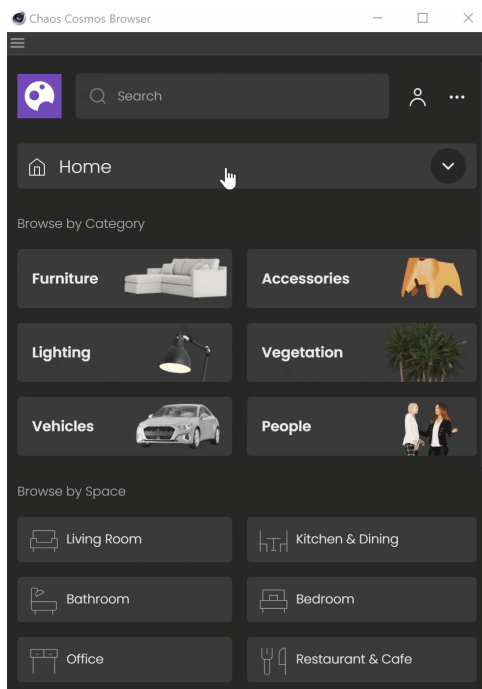 Chaos Cosmos Browser
Search
Home
Browse by Category
Furniture
Accessories
Lighting
Vegetation
Vehicles
People
Browse by Space
Living Room
Kitchen & Dining
Bathroom
Bedroom
Office
Restaurant & Cafe